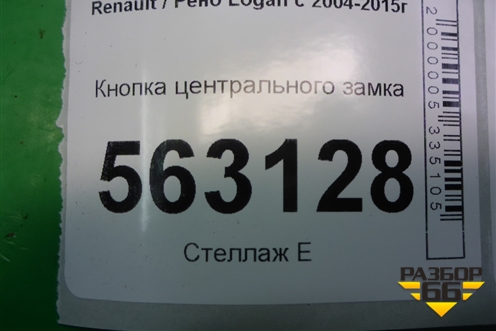 Renault / Рено Logan с 2004-2015г
Кнопка центрального замка
563128
Стеллаж Е
2000005335105
РАЗБОР
66